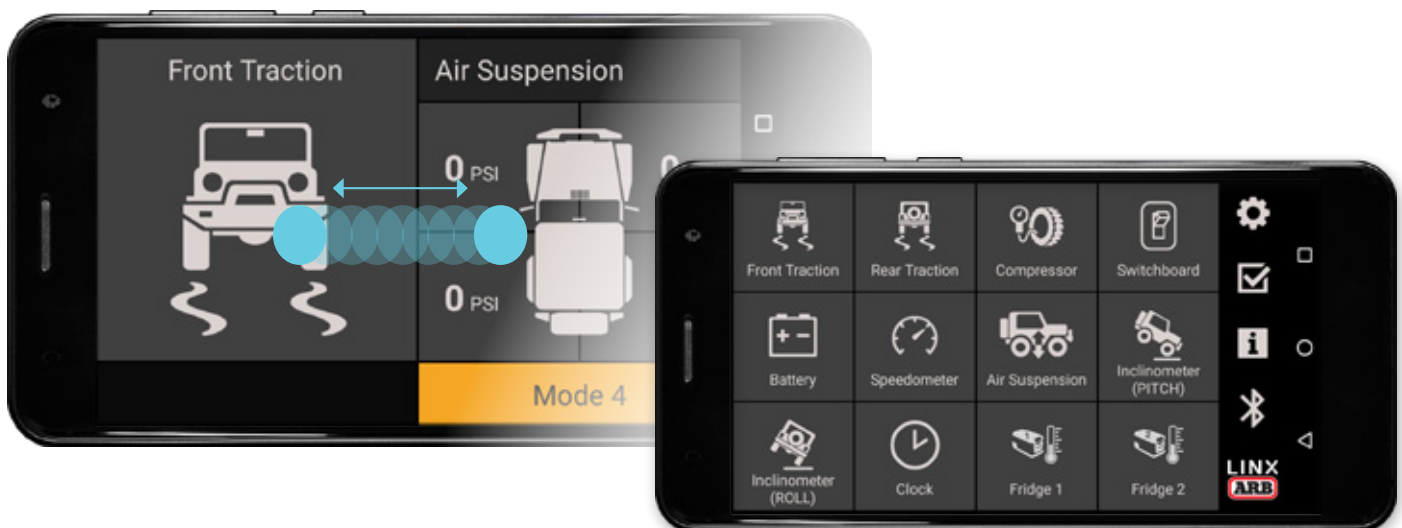 Front Traction
Air Suspension
0 PSI
0
0 PSI
Mode 4
Front Traction
Rear Traction
Compressor
Switchboard
Battery
Speedometer
Air Suspension
Inclinometer
(PITCH)
Inclinometer
(ROLL)
Clock
Fridge 1
Fridge 2
LINX
ARB